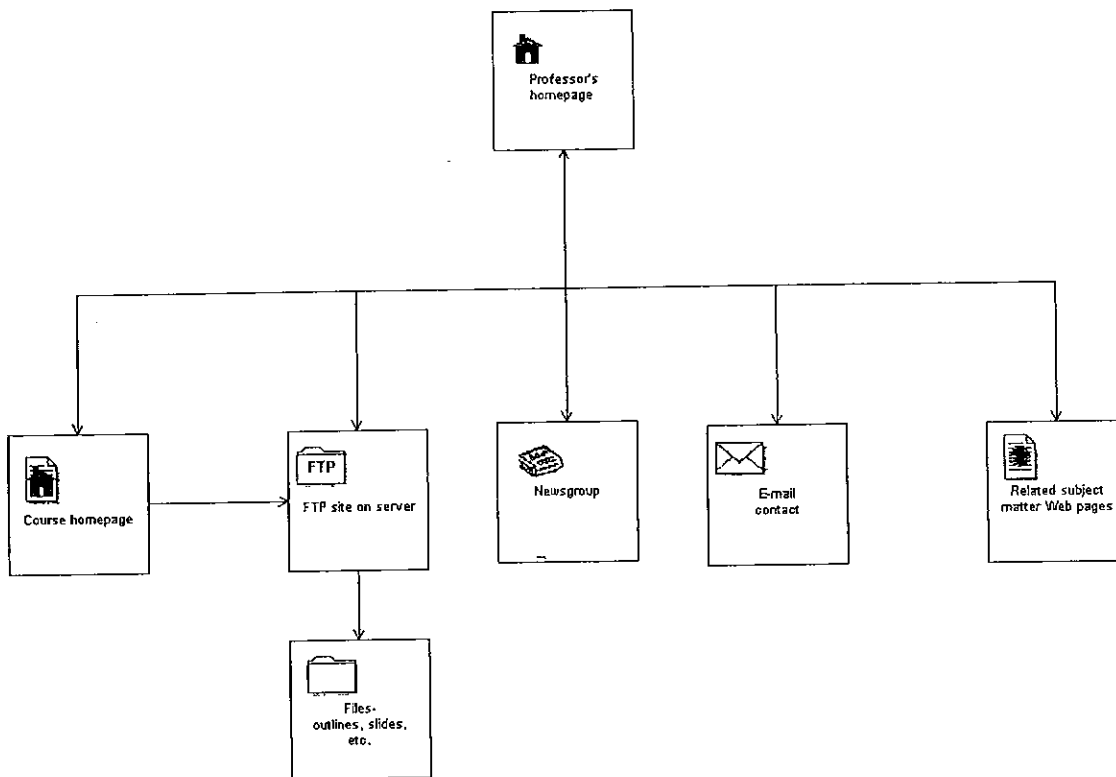 Professor's
homepage
Course homepage
FTP
FTP site on server
Newsgroup
E-mail
contact
Related subject
matter Web pages
Files-
outlines, slides,
etc.